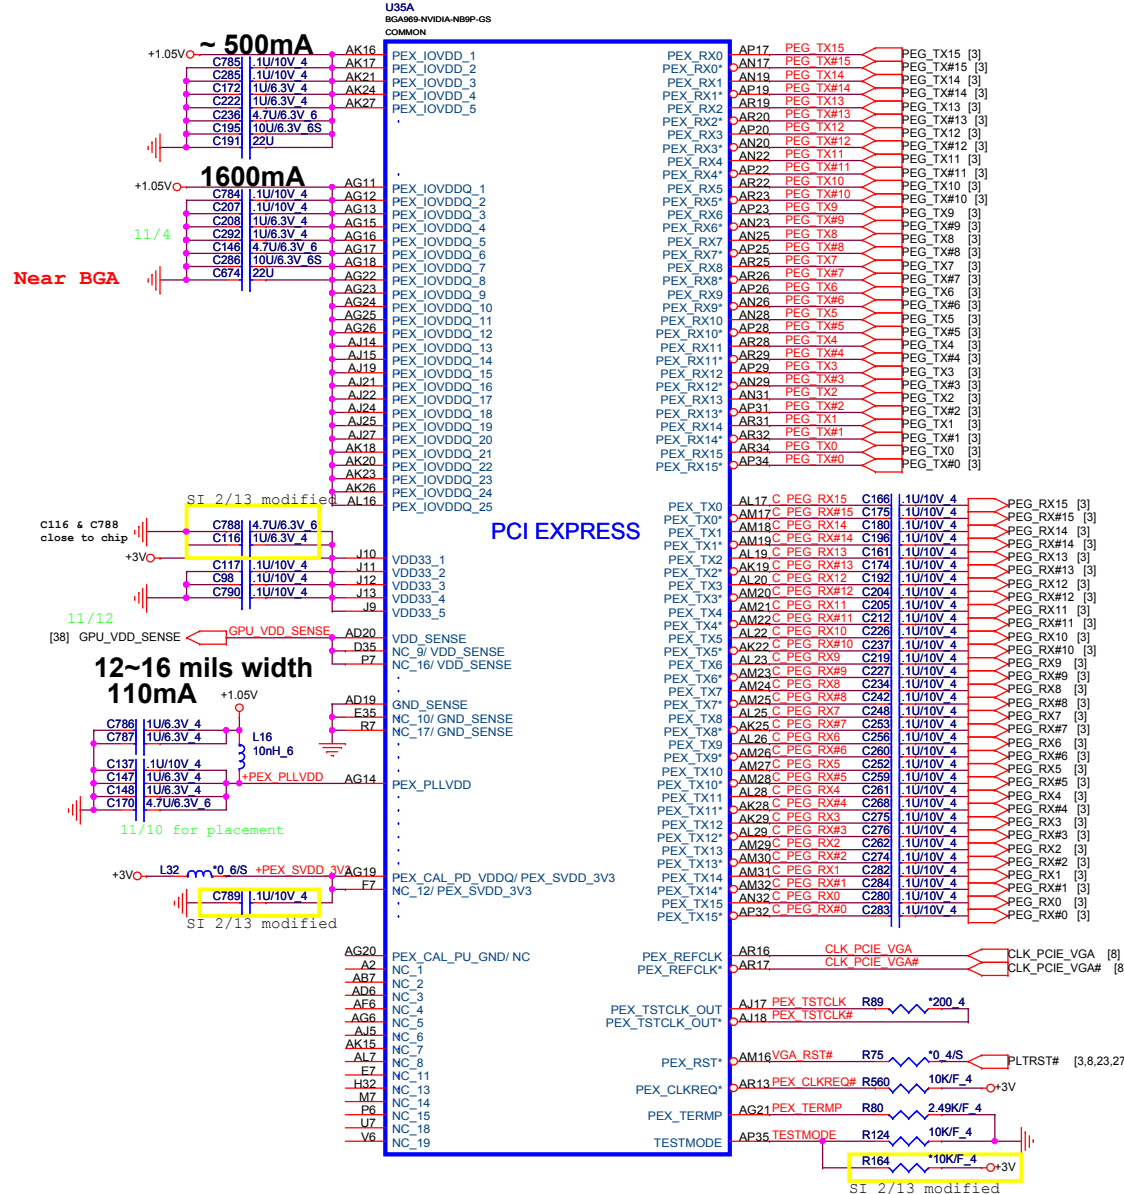 U35A
BGA969-NVIDIA-NB9P-GS
COMMON
~ 500mA
+1.05V
C785 .1U/10V_4
C285 .1U/10V_4
C172 1U/6.3V_4
C222 1U/6.3V_4
C236 4.7U/6.3V_6
C195 10U/6.3V_6S
C191 22U
AK16 PEX_IOVDD_1
AK17 PEX_IOVDD_2
AK21 PEX_IOVDD_3
AK24 PEX_IOVDD_4
AK27 PEX_IOVDD_5
1600mA
+1.05V
C784 .1U/10V_4
C207 .1U/10V_4
C208 1U/6.3V_4
C292 1U/6.3V_4
C146 4.7U/6.3V_6
C286 10U/6.3V_6S
C674 22U
11/4
Near BGA
AG11 PEX_IOVDDQ_1
AG12 PEX_IOVDDQ_2
AG13 PEX_IOVDDQ_3
AG15 PEX_IOVDDQ_4
AG16 PEX_IOVDDQ_5
AG17 PEX_IOVDDQ_6
AG18 PEX_IOVDDQ_7
AG22 PEX_IOVDDQ_8
AG23 PEX_IOVDDQ_9
AG24 PEX_IOVDDQ_10
AG25 PEX_IOVDDQ_11
AG26 PEX_IOVDDQ_12
AJ14 PEX_IOVDDQ_13
AJ15 PEX_IOVDDQ_14
AJ19 PEX_IOVDDQ_15
AJ21 PEX_IOVDDQ_16
AJ22 PEX_IOVDDQ_17
AJ24 PEX_IOVDDQ_18
AJ25 PEX_IOVDDQ_19
AJ27 PEX_IOVDDQ_20
AK18 PEX_IOVDDQ_21
AK20 PEX_IOVDDQ_22
AK23 PEX_IOVDDQ_23
AK26 PEX_IOVDDQ_24
AL16 PEX_IOVDDQ_25
SI 2/13 modified
C116 & C788
close to chip
C788 4.7U/6.3V_6
C116 1U/6.3V_4
+3V
C117 .1U/10V_4
C98 .1U/10V_4
C790 .1U/10V_4
11/12
J10 VDD33_1
J11 VDD33_2
J12 VDD33_3
J13 VDD33_4
J9 VDD33_5
[38] GPU_VDD_SENSE GPU_VDD_SENSE
AD20 VDD_SENSE
D35 NC_9/ VDD_SENSE
P7 NC_16/ VDD_SENSE
12~16 mils width
110mA
+1.05V
C786 1U/6.3V_4
C787 1U/6.3V_4
L16
10nH_6
C137 .1U/10V_4
C147 1U/6.3V_4
C148 1U/6.3V_4
C170 4.7U/6.3V_6
+PEX_PLLVDD
11/10 for placement
AD19 GND_SENSE
E35 NC_10/ GND_SENSE
R7 NC_17/ GND_SENSE
AG14 PEX_PLLVDD
+3V L32 *0_6/S +PEX_SVDD_3V3
C789 .1U/10V_4
SI 2/13 modified
AG19 PEX_CAL_PD_VDDQ/ PEX_SVDD_3V3
F7 NC_12/ PEX_SVDD_3V3
AG20 PEX_CAL_PU_GND/ NC
A2 NC_1
AB7 NC_2
AD6 NC_3
AF6 NC_4
AG6 NC_5
AJ5 NC_6
AK15 NC_7
AL7 NC_8
E7 NC_11
H32 NC_13
M7 NC_14
P6 NC_15
U7 NC_18
V6 NC_19
PCI EXPRESS
PEX_RX0 AP17 PEG_TX15 PEG_TX15 [3]
PEX_RX0* AN17 PEG_TX#15 PEG_TX#15 [3]
PEX_RX1 AN19 PEG_TX14 PEG_TX14 [3]
PEX_RX1* AP19 PEG_TX#14 PEG_TX#14 [3]
PEX_RX2 AR19 PEG_TX13 PEG_TX13 [3]
PEX_RX2* AR20 PEG_TX#13 PEG_TX#13 [3]
PEX_RX3 AP20 PEG_TX12 PEG_TX12 [3]
PEX_RX3* AN20 PEG_TX#12 PEG_TX#12 [3]
PEX_RX4 AN22 PEG_TX11 PEG_TX11 [3]
PEX_RX4* AP22 PEG_TX#11 PEG_TX#11 [3]
PEX_RX5 AR22 PEG_TX10 PEG_TX10 [3]
PEX_RX5* AR23 PEG_TX#10 PEG_TX#10 [3]
PEX_RX6 AP23 PEG_TX9 PEG_TX9 [3]
PEX_RX6* AN23 PEG_TX#9 PEG_TX#9 [3]
PEX_RX7 AN25 PEG_TX8 PEG_TX8 [3]
PEX_RX7* AP25 PEG_TX#8 PEG_TX#8 [3]
PEX_RX8 AR25 PEG_TX7 PEG_TX7 [3]
PEX_RX8* AR26 PEG_TX#7 PEG_TX#7 [3]
PEX_RX9 AP26 PEG_TX6 PEG_TX6 [3]
PEX_RX9* AN26 PEG_TX#6 PEG_TX#6 [3]
PEX_RX10 AN28 PEG_TX5 PEG_TX5 [3]
PEX_RX10* AP28 PEG_TX#5 PEG_TX#5 [3]
PEX_RX11 AR28 PEG_TX4 PEG_TX4 [3]
PEX_RX11* AR29 PEG_TX#4 PEG_TX#4 [3]
PEX_RX12 AP29 PEG_TX3 PEG_TX3 [3]
PEX_RX12* AN29 PEG_TX#3 PEG_TX#3 [3]
PEX_RX13 AN31 PEG_TX2 PEG_TX2 [3]
PEX_RX13* AP31 PEG_TX#2 PEG_TX#2 [3]
PEX_RX14 AR31 PEG_TX1 PEG_TX1 [3]
PEX_RX14* AR32 PEG_TX#1 PEG_TX#1 [3]
PEX_RX15 AR34 PEG_TX0 PEG_TX0 [3]
PEX_RX15* AP34 PEG_TX#0 PEG_TX#0 [3]
PEX_TX0 AL17 C_PEG_RX15 C166 .1U/10V_4 PEG_RX15 [3]
PEX_TX0* AM17 C_PEG_RX#15 C175 .1U/10V_4 PEG_RX#15 [3]
PEX_TX1 AM18 C_PEG_RX14 C180 .1U/10V_4 PEG_RX14 [3]
PEX_TX1* AM19 C_PEG_RX#14 C196 .1U/10V_4 PEG_RX#14 [3]
PEX_TX2 AL19 C_PEG_RX13 C161 .1U/10V_4 PEG_RX13 [3]
PEX_TX2* AK19 C_PEG_RX#13 C174 .1U/10V_4 PEG_RX#13 [3]
PEX_TX3 AL20 C_PEG_RX12 C192 .1U/10V_4 PEG_RX12 [3]
PEX_TX3* AM20 C_PEG_RX#12 C204 .1U/10V_4 PEG_RX#12 [3]
PEX_TX4 AM21 C_PEG_RX11 C205 .1U/10V_4 PEG_RX11 [3]
PEX_TX4* AM22 C_PEG_RX#11 C212 .1U/10V_4 PEG_RX#11 [3]
PEX_TX5 AL22 C_PEG_RX10 C226 .1U/10V_4 PEG_RX10 [3]
PEX_TX5* AK22 C_PEG_RX#10 C237 .1U/10V_4 PEG_RX#10 [3]
PEX_TX6 AL23 C_PEG_RX9 C219 .1U/10V_4 PEG_RX9 [3]
PEX_TX6* AM23 C_PEG_RX#9 C227 .1U/10V_4 PEG_RX#9 [3]
PEX_TX7 AM24 C_PEG_RX8 C234 .1U/10V_4 PEG_RX8 [3]
PEX_TX7* AM25 C_PEG_RX#8 C242 .1U/10V_4 PEG_RX#8 [3]
PEX_TX8 AL25 C_PEG_RX7 C248 .1U/10V_4 PEG_RX7 [3]
PEX_TX8* AK25 C_PEG_RX#7 C253 .1U/10V_4 PEG_RX#7 [3]
PEX_TX9 AL26 C_PEG_RX6 C256 .1U/10V_4 PEG_RX6 [3]
PEX_TX9* AM26 C_PEG_RX#6 C260 .1U/10V_4 PEG_RX#6 [3]
PEX_TX10 AM27 C_PEG_RX5 C252 .1U/10V_4 PEG_RX5 [3]
PEX_TX10* AM28 C_PEG_RX#5 C259 .1U/10V_4 PEG_RX#5 [3]
PEX_TX11 AL28 C_PEG_RX4 C261 .1U/10V_4 PEG_RX4 [3]
PEX_TX11* AK28 C_PEG_RX#4 C268 .1U/10V_4 PEG_RX#4 [3]
PEX_TX12 AK29 C_PEG_RX3 C275 .1U/10V_4 PEG_RX3 [3]
PEX_TX12* AL29 C_PEG_RX#3 C276 .1U/10V_4 PEG_RX#3 [3]
PEX_TX13 AM29 C_PEG_RX2 C262 .1U/10V_4 PEG_RX2 [3]
PEX_TX13* AM30 C_PEG_RX#2 C274 .1U/10V_4 PEG_RX#2 [3]
PEX_TX14 AM31 C_PEG_RX1 C282 .1U/10V_4 PEG_RX1 [3]
PEX_TX14* AM32 C_PEG_RX#1 C284 .1U/10V_4 PEG_RX#1 [3]
PEX_TX15 AN32 C_PEG_RX0 C280 .1U/10V_4 PEG_RX0 [3]
PEX_TX15* AP32 C_PEG_RX#0 C283 .1U/10V_4 PEG_RX#0 [3]
PEX_REFCLK AR16 CLK_PCIE_VGA CLK_PCIE_VGA [8]
PEX_REFCLK* AR17 CLK_PCIE_VGA# CLK_PCIE_VGA# [8
PEX_TSTCLK_OUT AJ17 PEX_TSTCLK R89 *200_4
PEX_TSTCLK_OUT* AJ18 PEX_TSTCLK#
PEX_RST* AM16 VGA_RST# R75 *0_4/S PLTRST# [3,8,23,27
PEX_CLKREQ* AR13 PEX_CLKREQ# R560 10K/F_4 +3V
PEX_TERMP AG21 PEX_TERMP R80 2.49K/F_4
TESTMODE AP35 TESTMODE R124 10K/F_4
R164 *10K/F_4 +3V
SI 2/13 modified